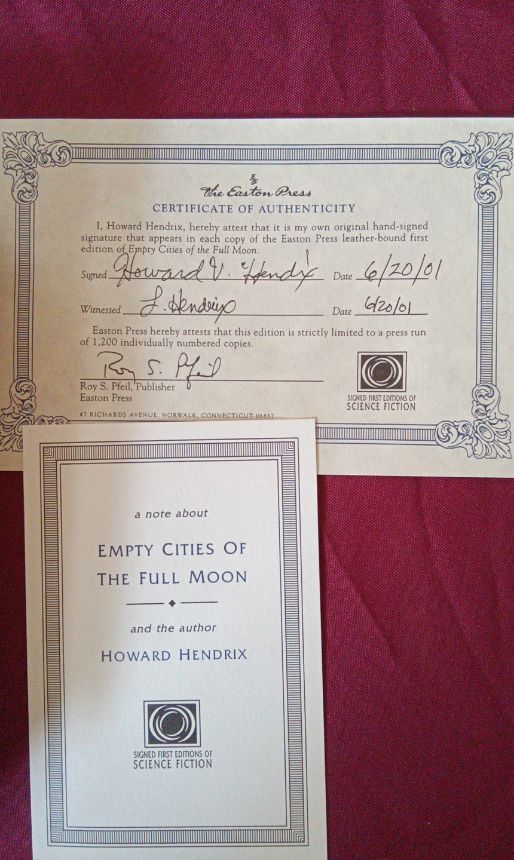 The Easton Press
CERTIFICATE OF AUTHENTICITY
I, Howard Hendrix, hereby attest that it is my own original hand-signed
signature that appears in each copy of the Easton Press leather-bound first
edition of Empty Cities of the Full Moon.
Signed Howard V. Hendrix Date 6/20/01
Witnessed L. Hendrix Date 6/20/01
Easton Press hereby attests that this edition is strictly limited to a press run
of 1,200 individually numbered copies.
Roy S. Pfeil
Roy S. Pfeil, Publisher
Easton Press
47 RICHARDS AVENUE, NORWALK, CONNECTICUT 06857
SIGNED FIRST EDITIONS OF
SCIENCE FICTION
a note about
EMPTY CITIES OF
THE FULL MOON
and the author
HOWARD HENDRIX
SIGNED FIRST EDITIONS OF
SCIENCE FICTION